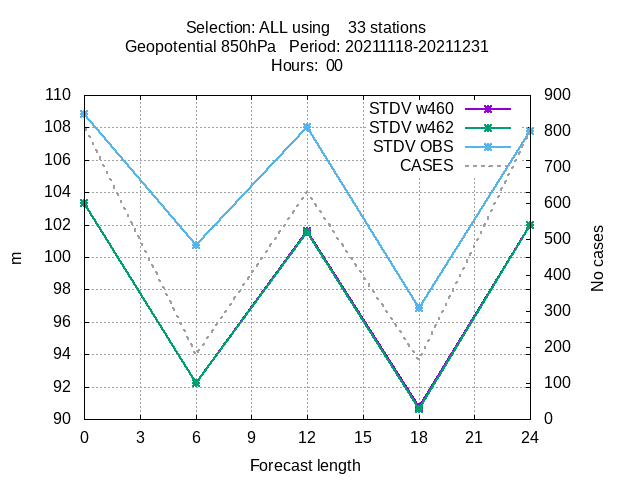 Selection: ALL using    33 stations
Geopotential 850hPa   Period: 20211118-20211231
Hours:  00
110 900
STDV w460
STDV w462
STDV OBS
CASES
108 800
106 700
104 600
102 500
100 400
98 300
96 200
94 100
92 0
90
m
No cases
0 3 6 9 12 15 18 21 24
Forecast length